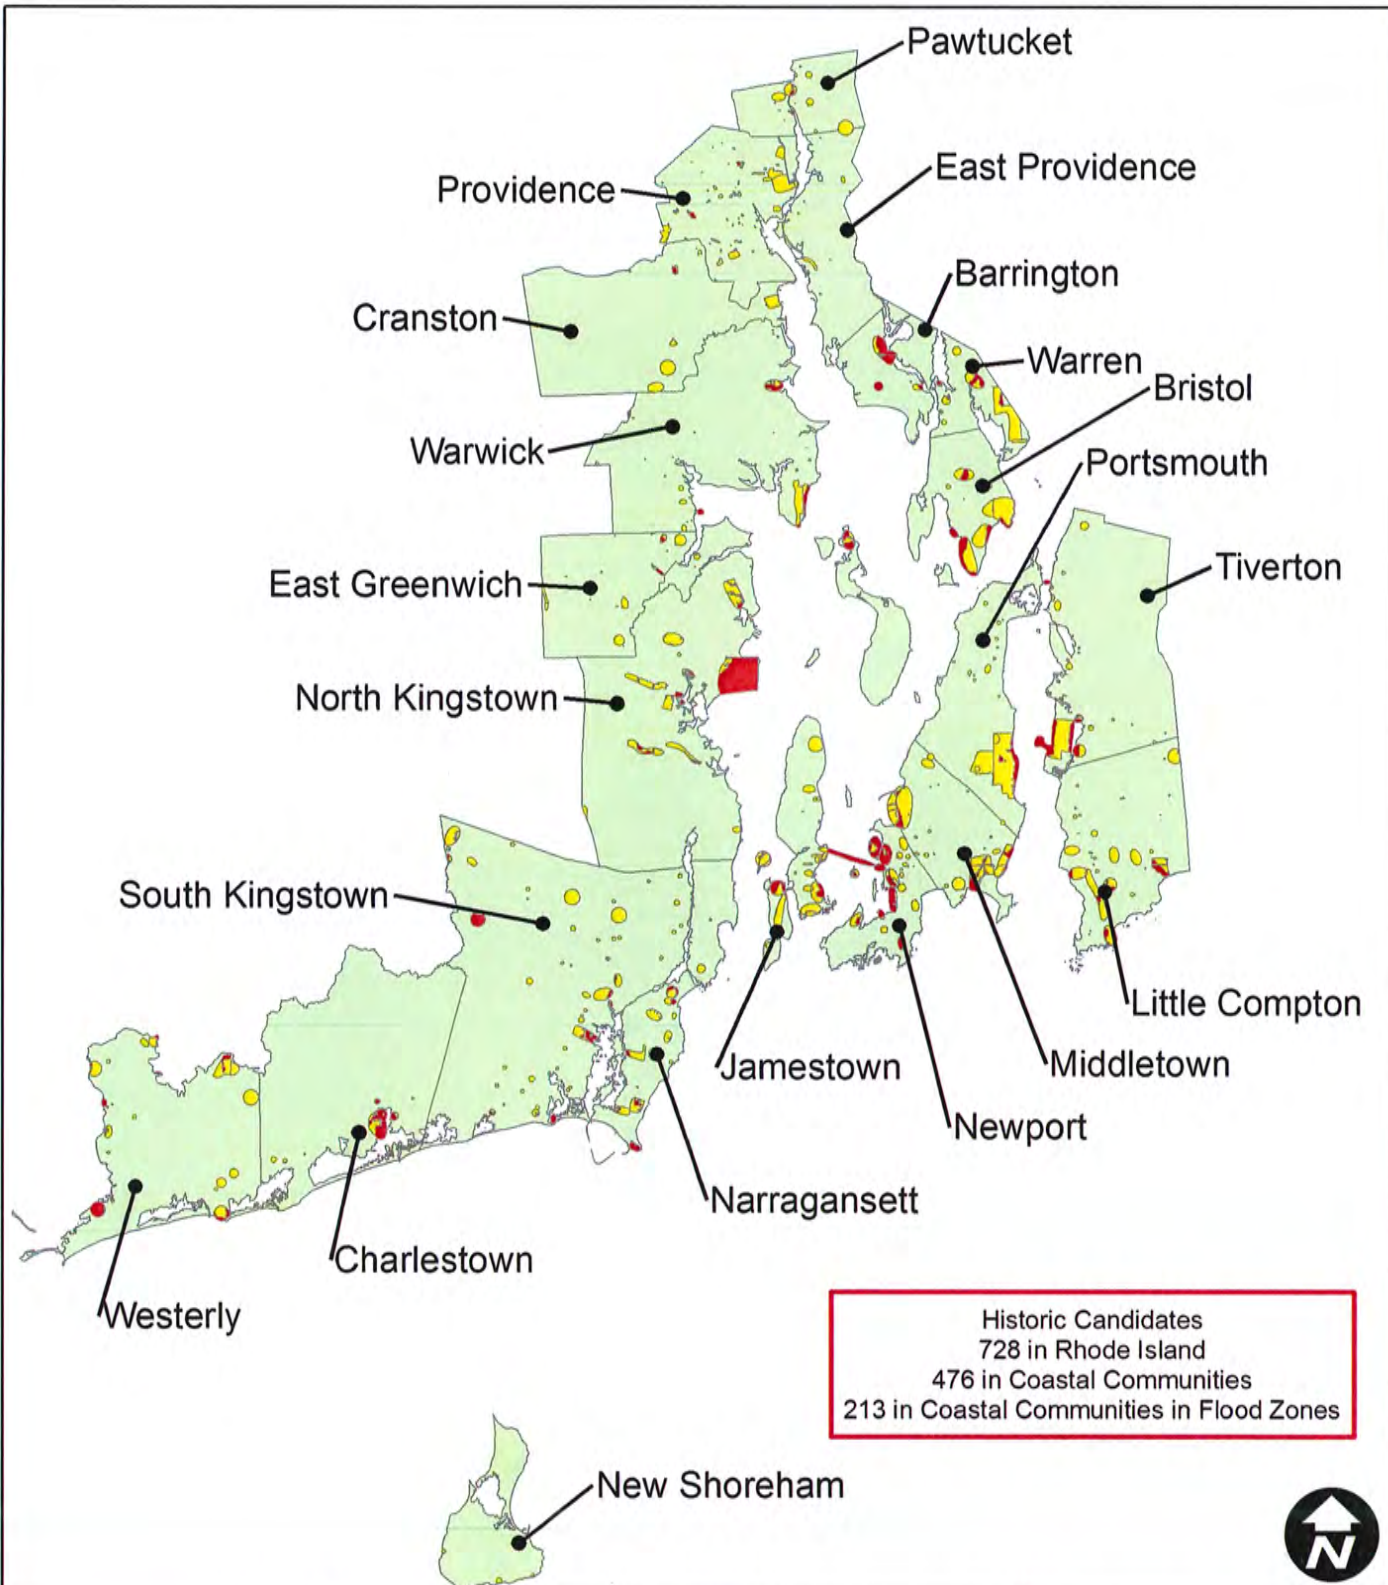 Pawtucket
East Providence
Providence
Barrington
Cranston
Warren
Bristol
Warwick
Portsmouth
Tiverton
East Greenwich
North Kingstown
South Kingstown
Little Compton
Jamestown
Middletown
Newport
Narragansett
Charlestown
Westerly
Historic Candidates
728 in Rhode Island
476 in Coastal Communities
213 in Coastal Communities in Flood Zones
New Shoreham
N